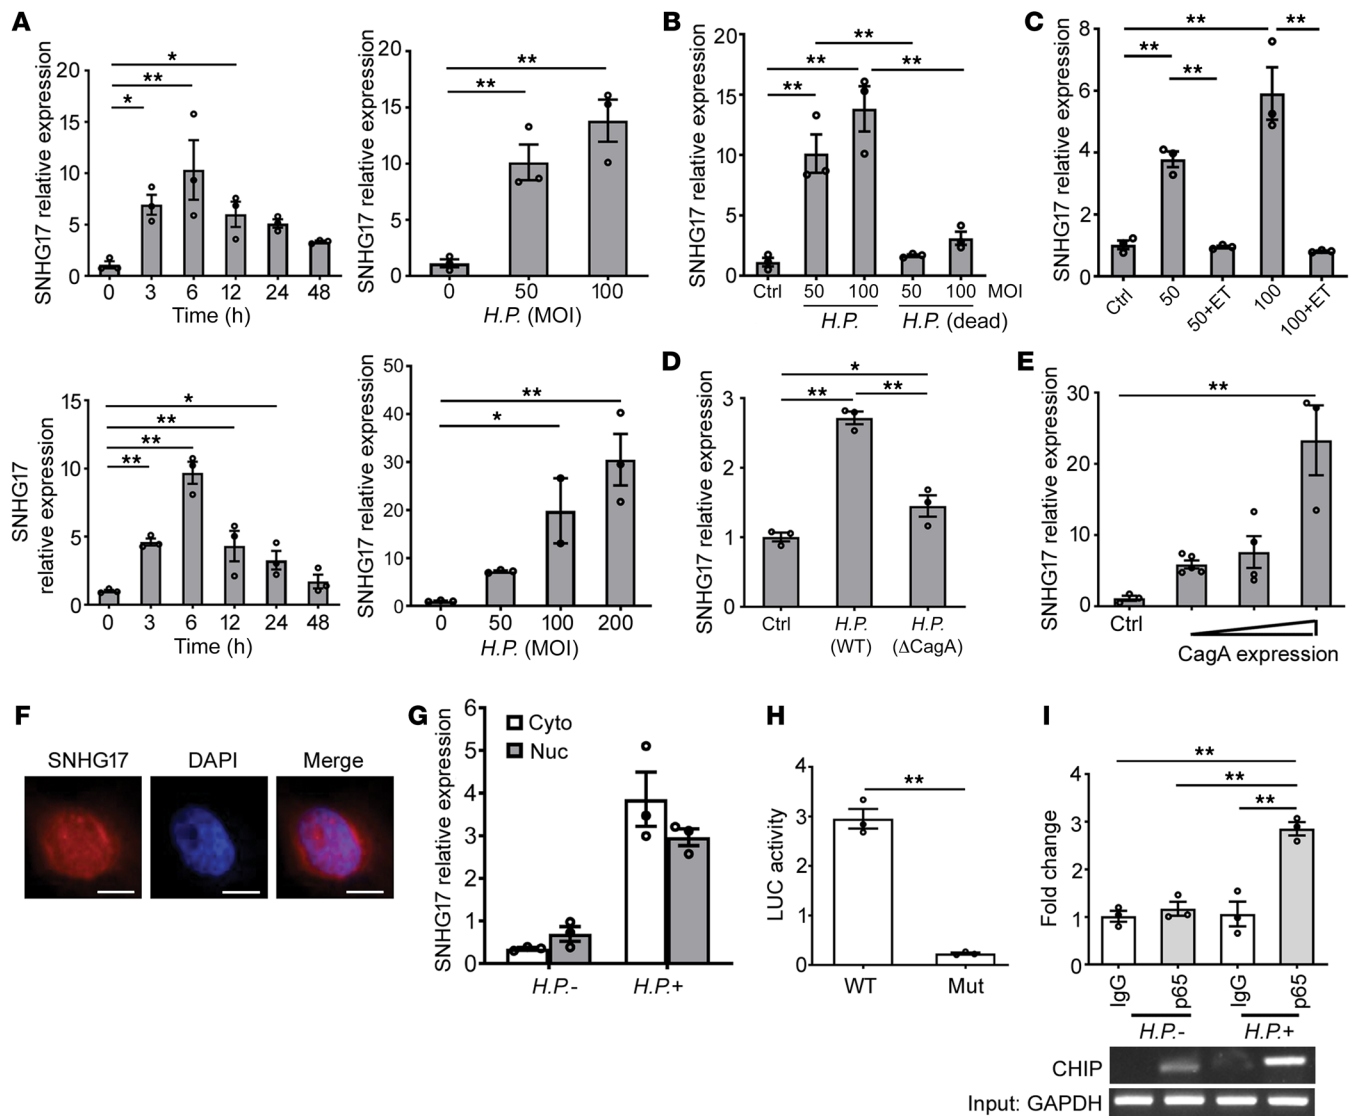 A
SNHG17 relative expression
20
15
10
5
0
* 
**
*
0 3 6 12 24 48
Time (h)
SNHG17 relative expression
20
15
10
5
0
**
**
0 50 100
H.P. (MOI)
B
SNHG17 relative expression
20
15
10
5
0
**
** **
**
Ctrl 50 100 50 100 MOI
H.P. H.P. (dead)
C
SNHG17 relative expression
8
6
4
2
0
** **
**
**
Ctrl 50 50+ET 100 100+ET
SNHG17
relative expression
15
10
5
0
*
**
**
**
0 3 6 12 24 48
Time (h)
SNHG17 relative expression
50
40
30
20
10
0
**
*
0 50 100 200
H.P. (MOI)
D
SNHG17 relative expression
3
2
1
0
*
** **
Ctrl H.P. H.P.
(WT) (ΔCagA)
E
SNHG17 relative expression
30
20
10
0
**
Ctrl
CagA expression
F
SNHG17 DAPI Merge
G
SNHG17 relative expression
6
5
4
3
2
1
0
Cyto
Nuc
H.P.- H.P.+
H
LUC activity
4
3
2
1
0
**
WT Mut
I
Fold change
4
3
2
1
0
**
**
**
IgG p65 IgG p65
H.P.- H.P.+
CHIP
Input: GAPDH